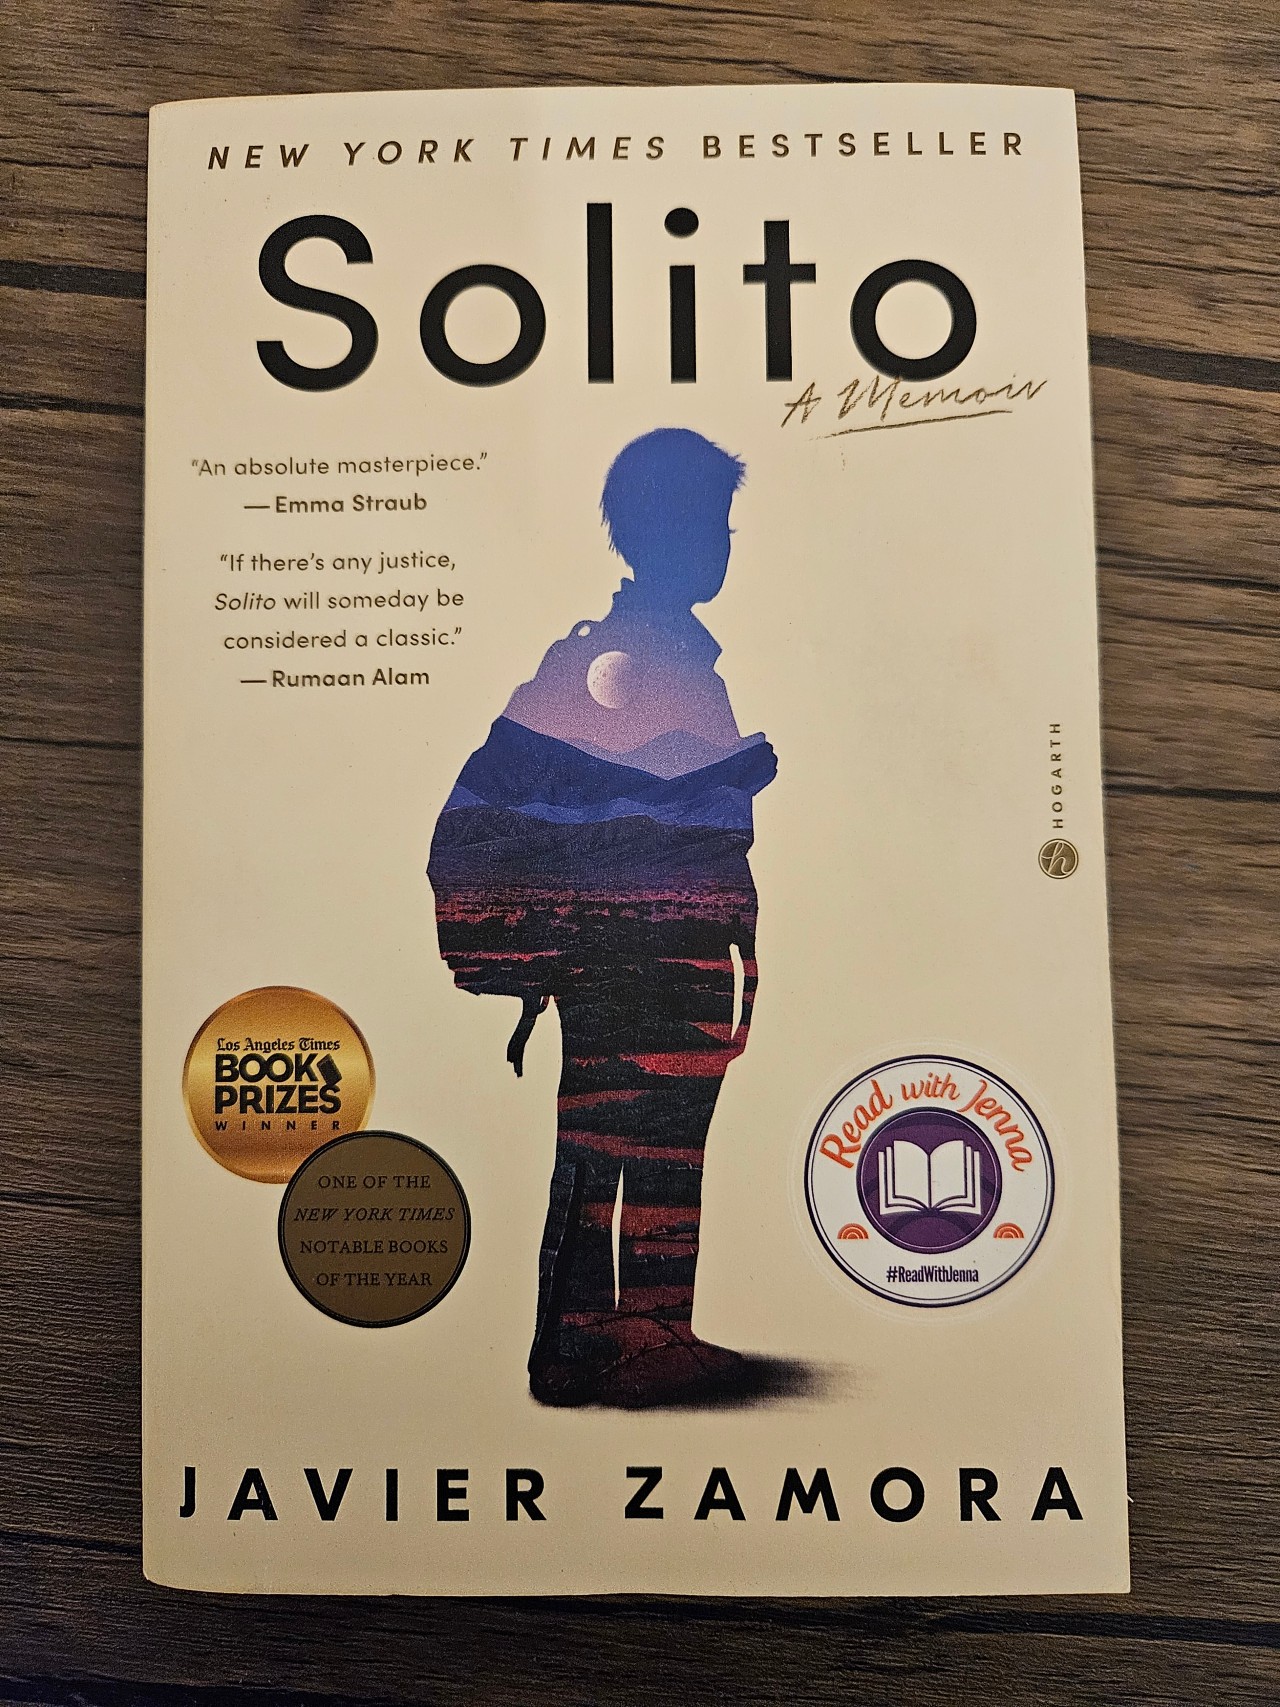 NEW YORK TIMES BESTSELLER
Solito
A Memoir
“An absolute masterpiece.”
— Emma Straub
“If there’s any justice,
Solito will someday be
considered a classic.”
— Rumaan Alam
HOGARTH
h
Los Angeles Times
BOOK
PRIZES
WINNER
ONE OF THE
NEW YORK TIMES
NOTABLE BOOKS
OF THE YEAR
Read with Jenna
#ReadWithJenna
JAVIER ZAMORA